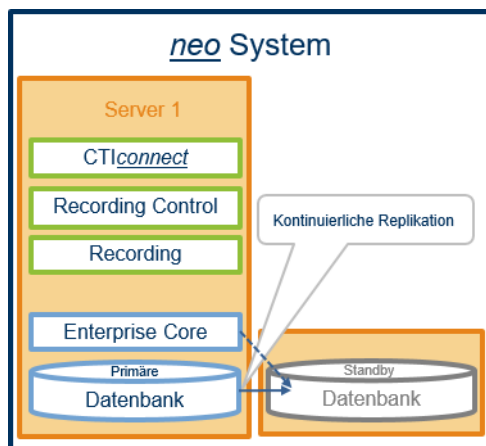 neo System
Server 1
CTIconnect
Recording Control
Recording
Kontinuierliche Replikation
Enterprise Core
Primäre
Datenbank
Standby
Datenbank